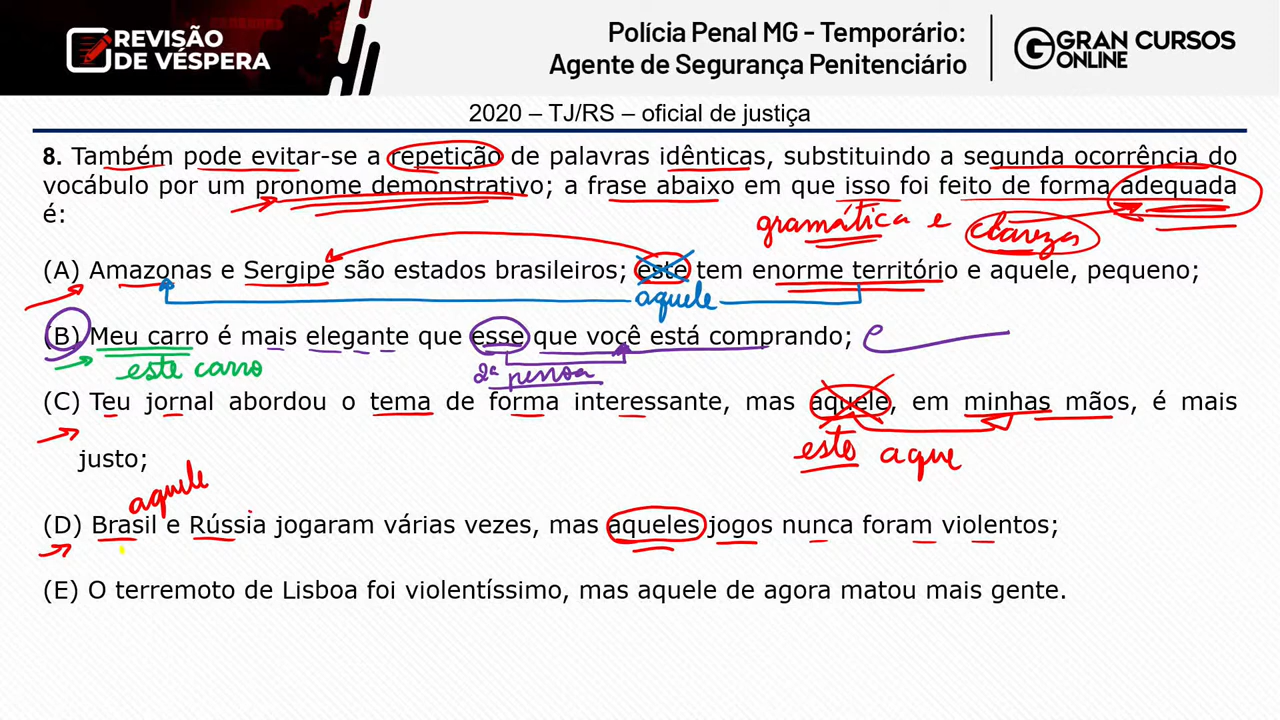 REVISÃO
DE VÉSPERA
Polícia Penal MG - Temporário:
Agente de Segurança Penitenciário
GRAN CURSOS
ONLINE
2020 – TJ/RS – oficial de justiça
8. Também pode evitar-se a repetição de palavras idênticas, substituindo a segunda ocorrência do
vocábulo por um pronome demonstrativo; a frase abaixo em que isso foi feito de forma adequada
é:
gramática e clareza
(A) Amazonas e Sergipe são estados brasileiros; este tem enorme território e aquele, pequeno;
aquele
(B) Meu carro é mais elegante que esse que você está comprando;
este carro
2ª pessoa
(C) Teu jornal abordou o tema de forma interessante, mas aquele, em minhas mãos, é mais
este aque
justo;
aquele
(D) Brasil e Rússia jogaram várias vezes, mas aqueles jogos nunca foram violentos;
(E) O terremoto de Lisboa foi violentíssimo, mas aquele de agora matou mais gente.